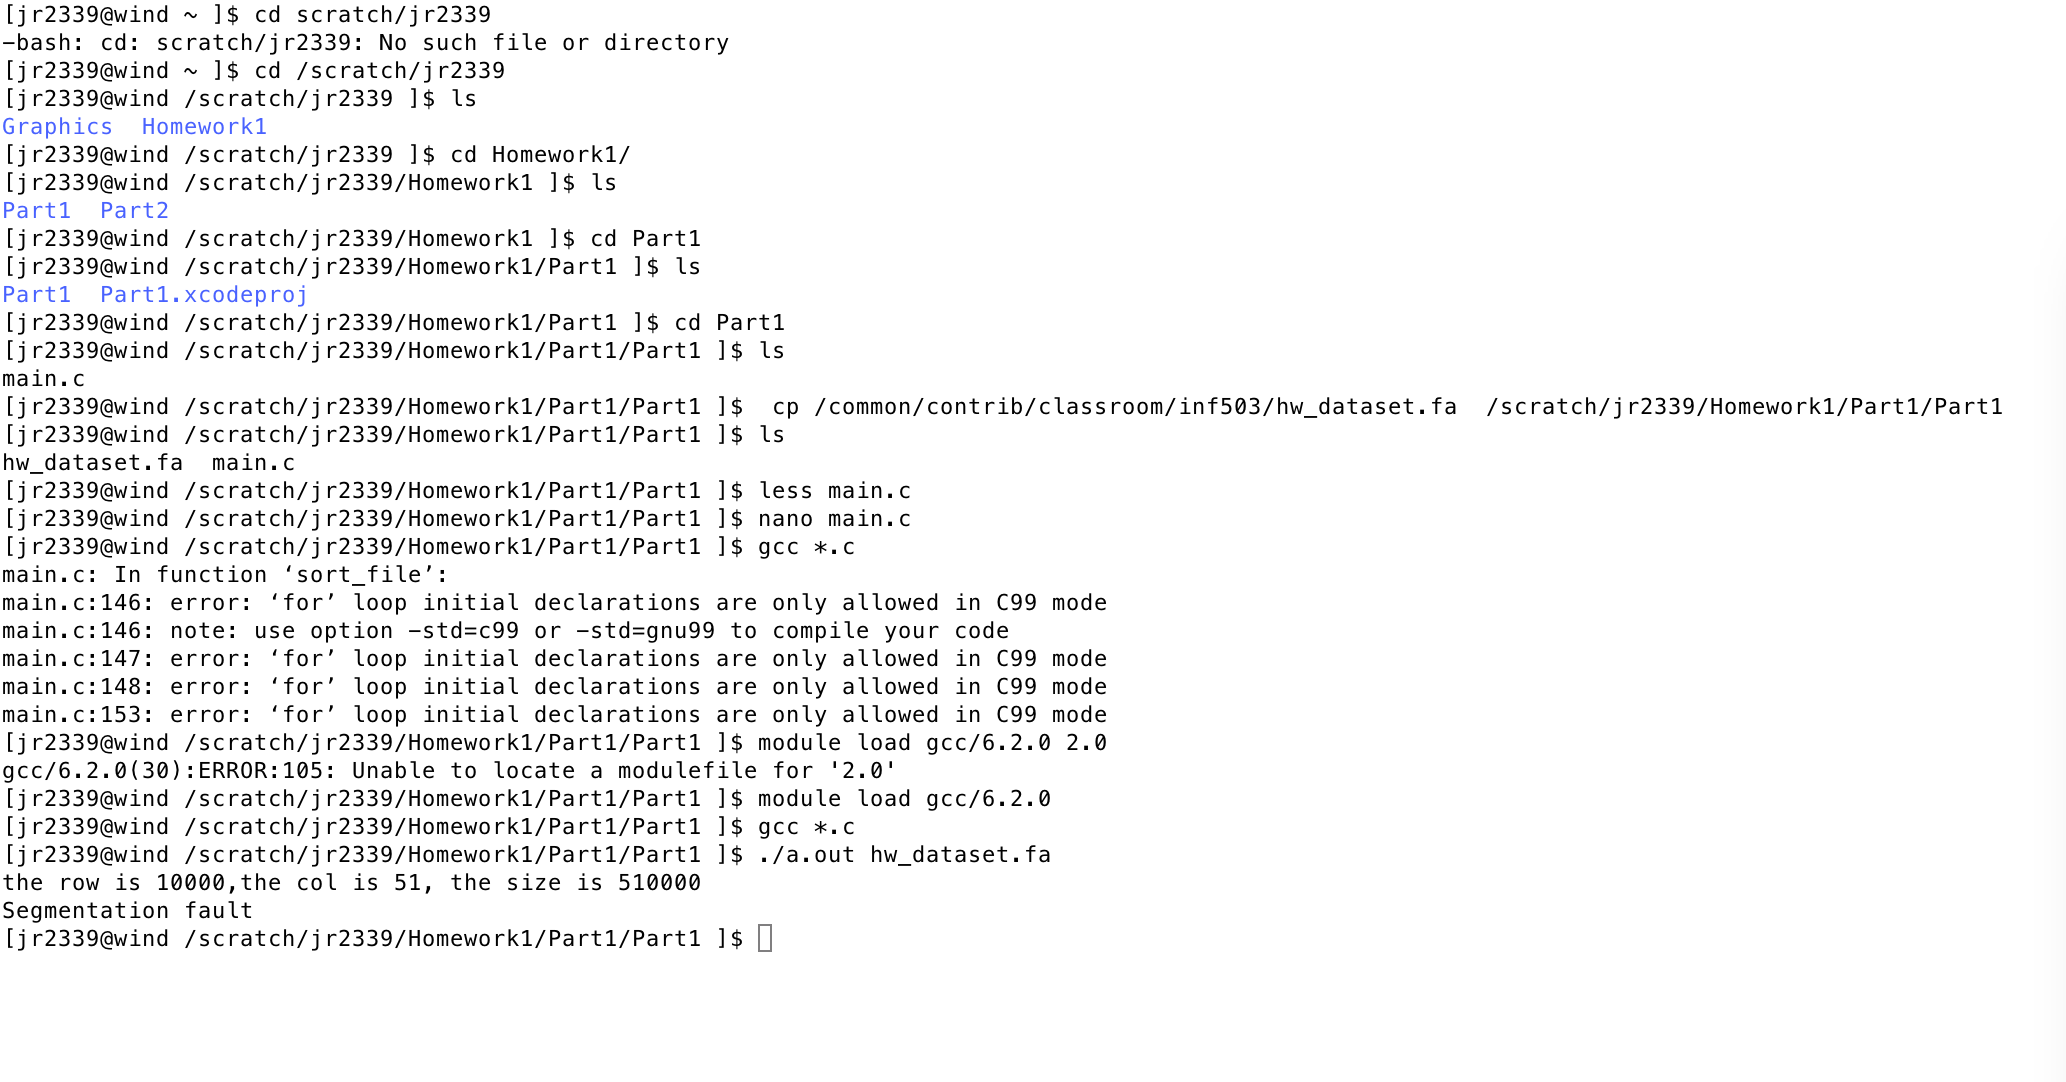 [jr2339@wind ~ ]$ cd scratch/jr2339
-bash: cd: scratch/jr2339: No such file or directory
[jr2339@wind ~ ]$ cd /scratch/jr2339
[jr2339@wind /scratch/jr2339 ]$ ls
Graphics  Homework1
[jr2339@wind /scratch/jr2339 ]$ cd Homework1/
[jr2339@wind /scratch/jr2339/Homework1 ]$ ls
Part1  Part2
[jr2339@wind /scratch/jr2339/Homework1 ]$ cd Part1
[jr2339@wind /scratch/jr2339/Homework1/Part1 ]$ ls
Part1  Part1.xcodeproj
[jr2339@wind /scratch/jr2339/Homework1/Part1 ]$ cd Part1
[jr2339@wind /scratch/jr2339/Homework1/Part1/Part1 ]$ ls
main.c
[jr2339@wind /scratch/jr2339/Homework1/Part1/Part1 ]$  cp /common/contrib/classroom/inf503/hw_dataset.fa  /scratch/jr2339/Homework1/Part1/Part1
[jr2339@wind /scratch/jr2339/Homework1/Part1/Part1 ]$ ls
hw_dataset.fa  main.c
[jr2339@wind /scratch/jr2339/Homework1/Part1/Part1 ]$ less main.c
[jr2339@wind /scratch/jr2339/Homework1/Part1/Part1 ]$ nano main.c
[jr2339@wind /scratch/jr2339/Homework1/Part1/Part1 ]$ gcc *.c
main.c: In function ‘sort_file’:
main.c:146: error: ‘for’ loop initial declarations are only allowed in C99 mode
main.c:146: note: use option -std=c99 or -std=gnu99 to compile your code
main.c:147: error: ‘for’ loop initial declarations are only allowed in C99 mode
main.c:148: error: ‘for’ loop initial declarations are only allowed in C99 mode
main.c:153: error: ‘for’ loop initial declarations are only allowed in C99 mode
[jr2339@wind /scratch/jr2339/Homework1/Part1/Part1 ]$ module load gcc/6.2.0 2.0
gcc/6.2.0(30):ERROR:105: Unable to locate a modulefile for '2.0'
[jr2339@wind /scratch/jr2339/Homework1/Part1/Part1 ]$ module load gcc/6.2.0
[jr2339@wind /scratch/jr2339/Homework1/Part1/Part1 ]$ gcc *.c
[jr2339@wind /scratch/jr2339/Homework1/Part1/Part1 ]$ ./a.out hw_dataset.fa
the row is 10000,the col is 51, the size is 510000
Segmentation fault
[jr2339@wind /scratch/jr2339/Homework1/Part1/Part1 ]$